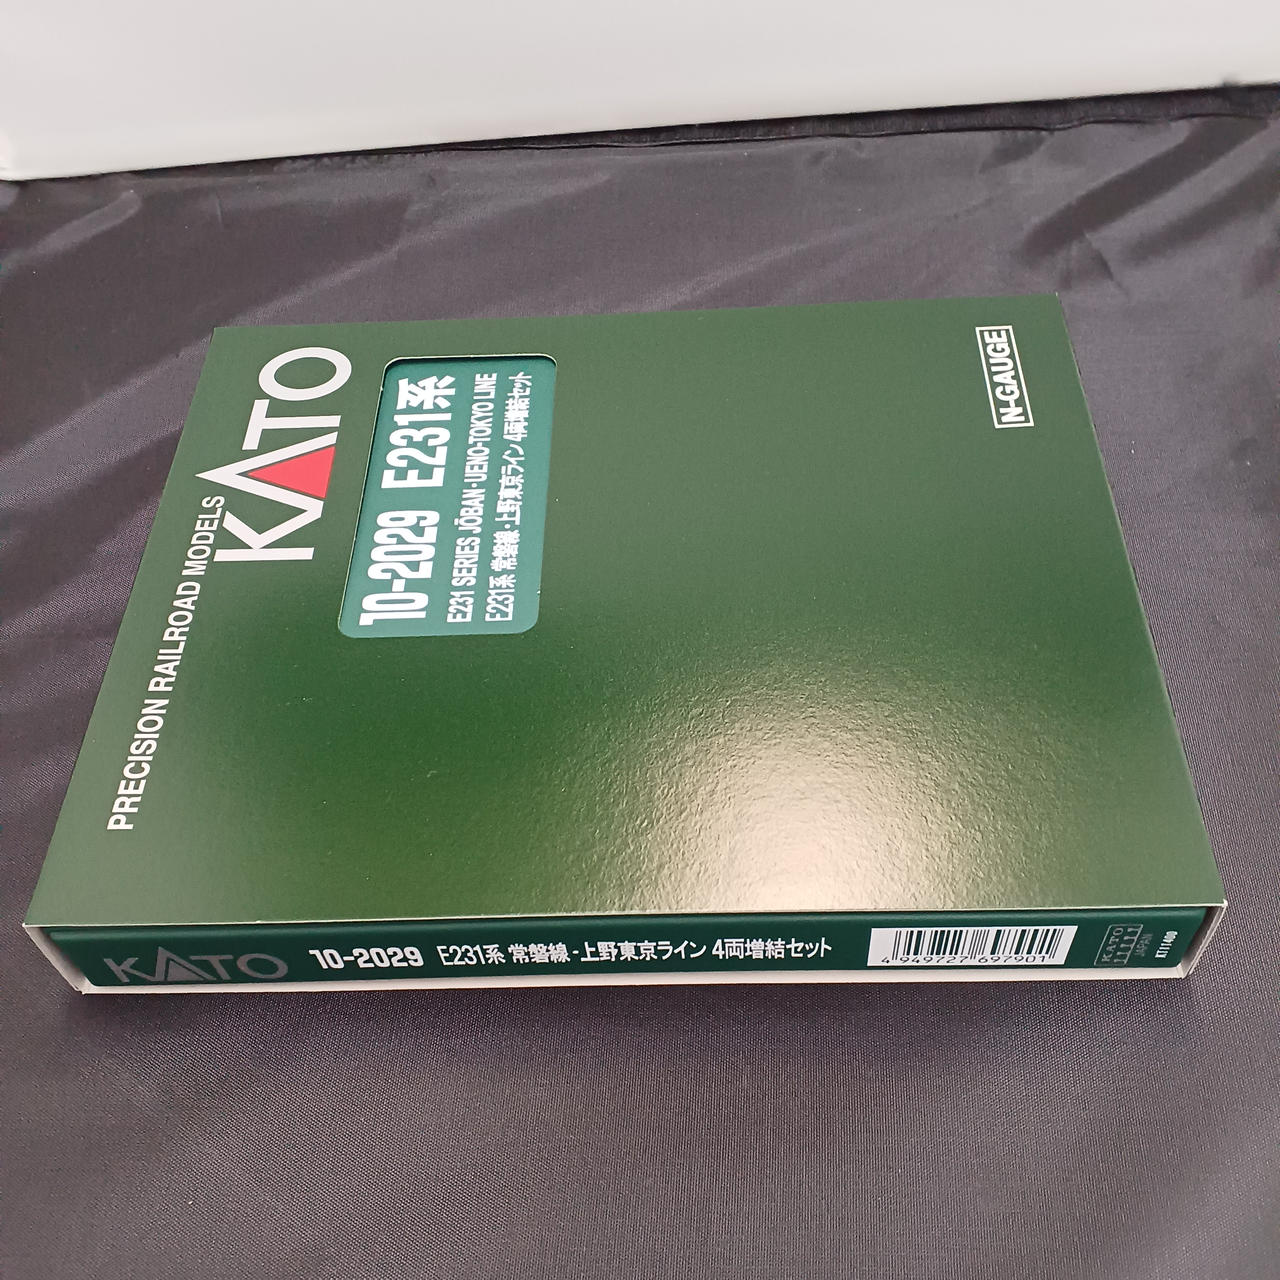 PRECISION RAILROAD MODELS
KATO
10-2029 E231系
E231 SERIES JŌBAN・UENO-TOKYO LINE
E231系 常磐線・上野東京ライン 4両増結セット
N-GAUGE
KATO
10-2029 E231系 常磐線・上野東京ライン 4両増結セット
4 949727 697901
KATO
JAPAN